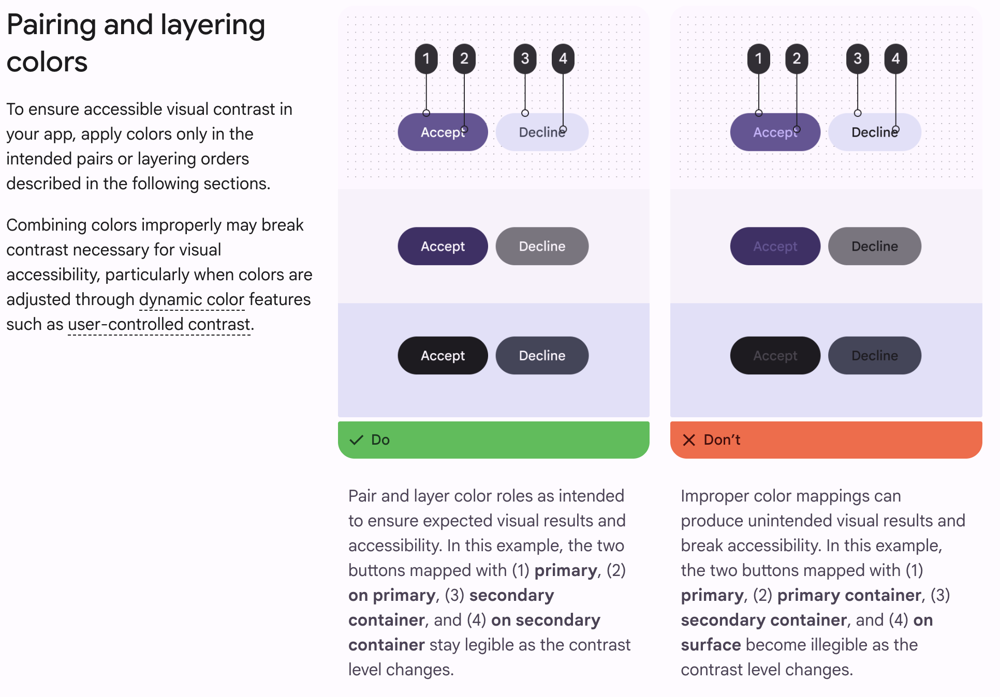 Pairing and layering
colors
To ensure accessible visual contrast in
your app, apply colors only in the
intended pairs or layering orders
described in the following sections.
Combining colors improperly may break
contrast necessary for visual
accessibility, particularly when colors are
adjusted through dynamic color features
such as user-controlled contrast.
1 2 3 4
Accept Decline
Accept Decline
Accept Decline
Do
Pair and layer color roles as intended
to ensure expected visual results and
accessibility. In this example, the two
buttons mapped with (1) primary, (2)
on primary, (3) secondary
container, and (4) on secondary
container stay legible as the contrast
level changes.
1 2 3 4
Accept Decline
Accept Decline
Accept Decline
Don’t
Improper color mappings can
produce unintended visual results and
break accessibility. In this example,
the two buttons mapped with (1)
primary, (2) primary container, (3)
secondary container, and (4) on
surface become illegible as the
contrast level changes.